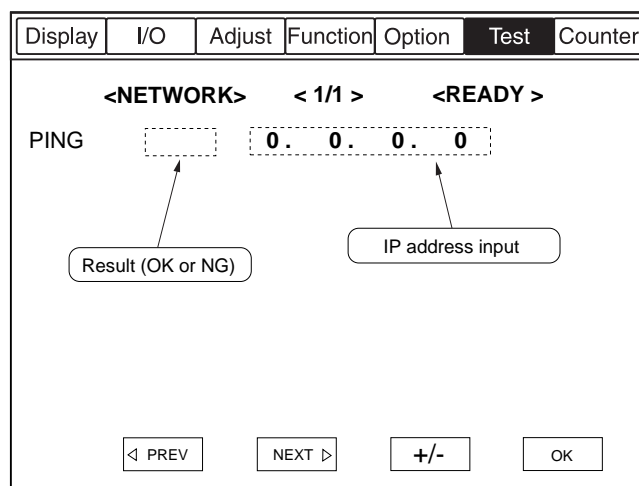 Display I/O Adjust Function Option Test Counter
<NETWORK> < 1/1 > <READY >
PING 0. 0. 0. 0
IP address input
Result (OK or NG)
PREV NEXT +/- OK